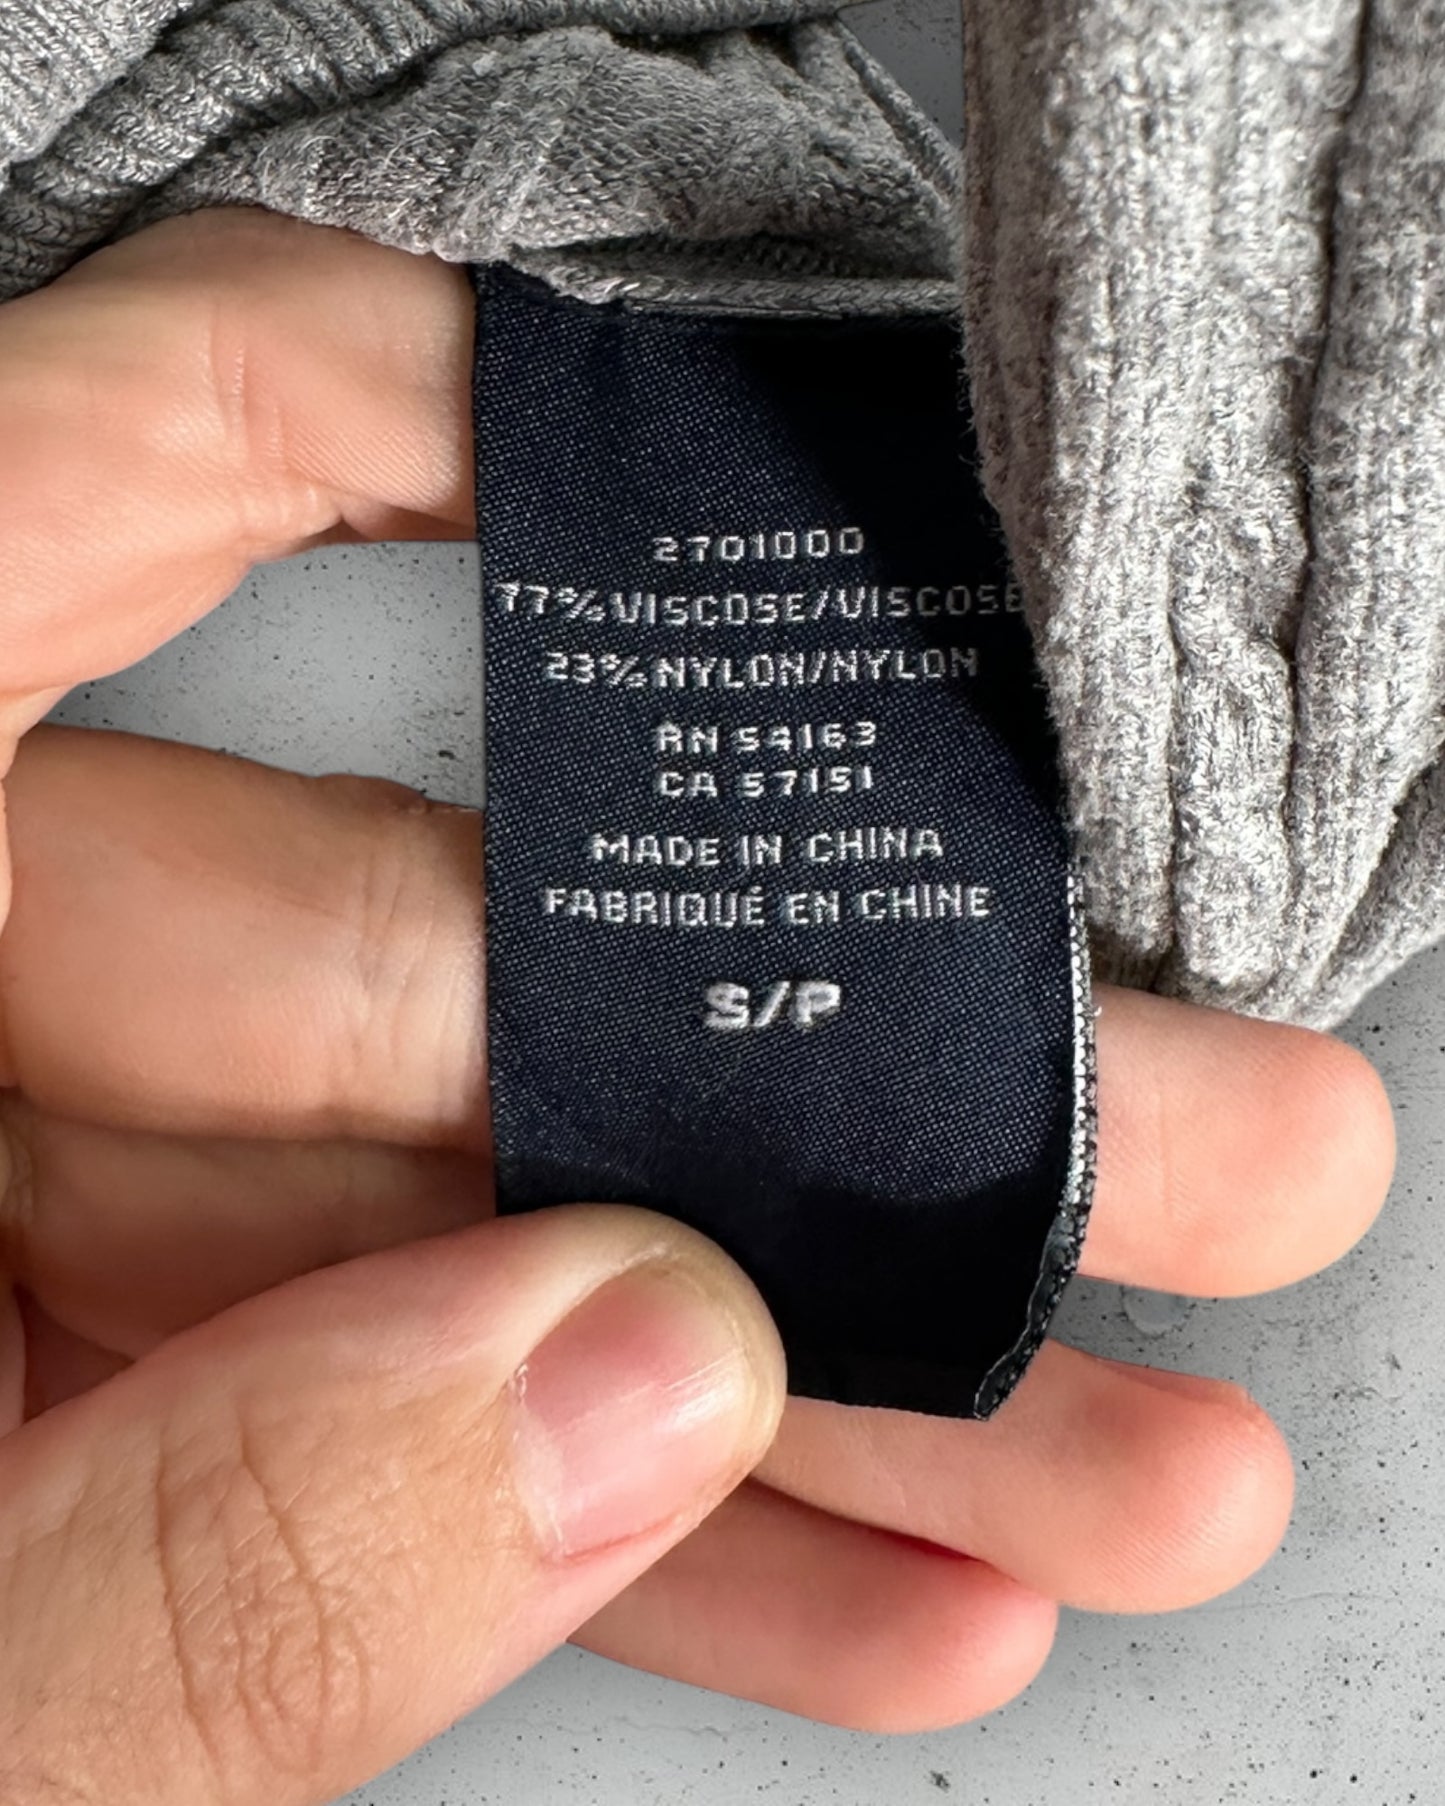 2701000
77% VISCOSE/VISCOSE
23% NYLON/NYLON
RN 54163
CA 57151
MADE IN CHINA
FABRIQUÉ EN CHINE
S/P